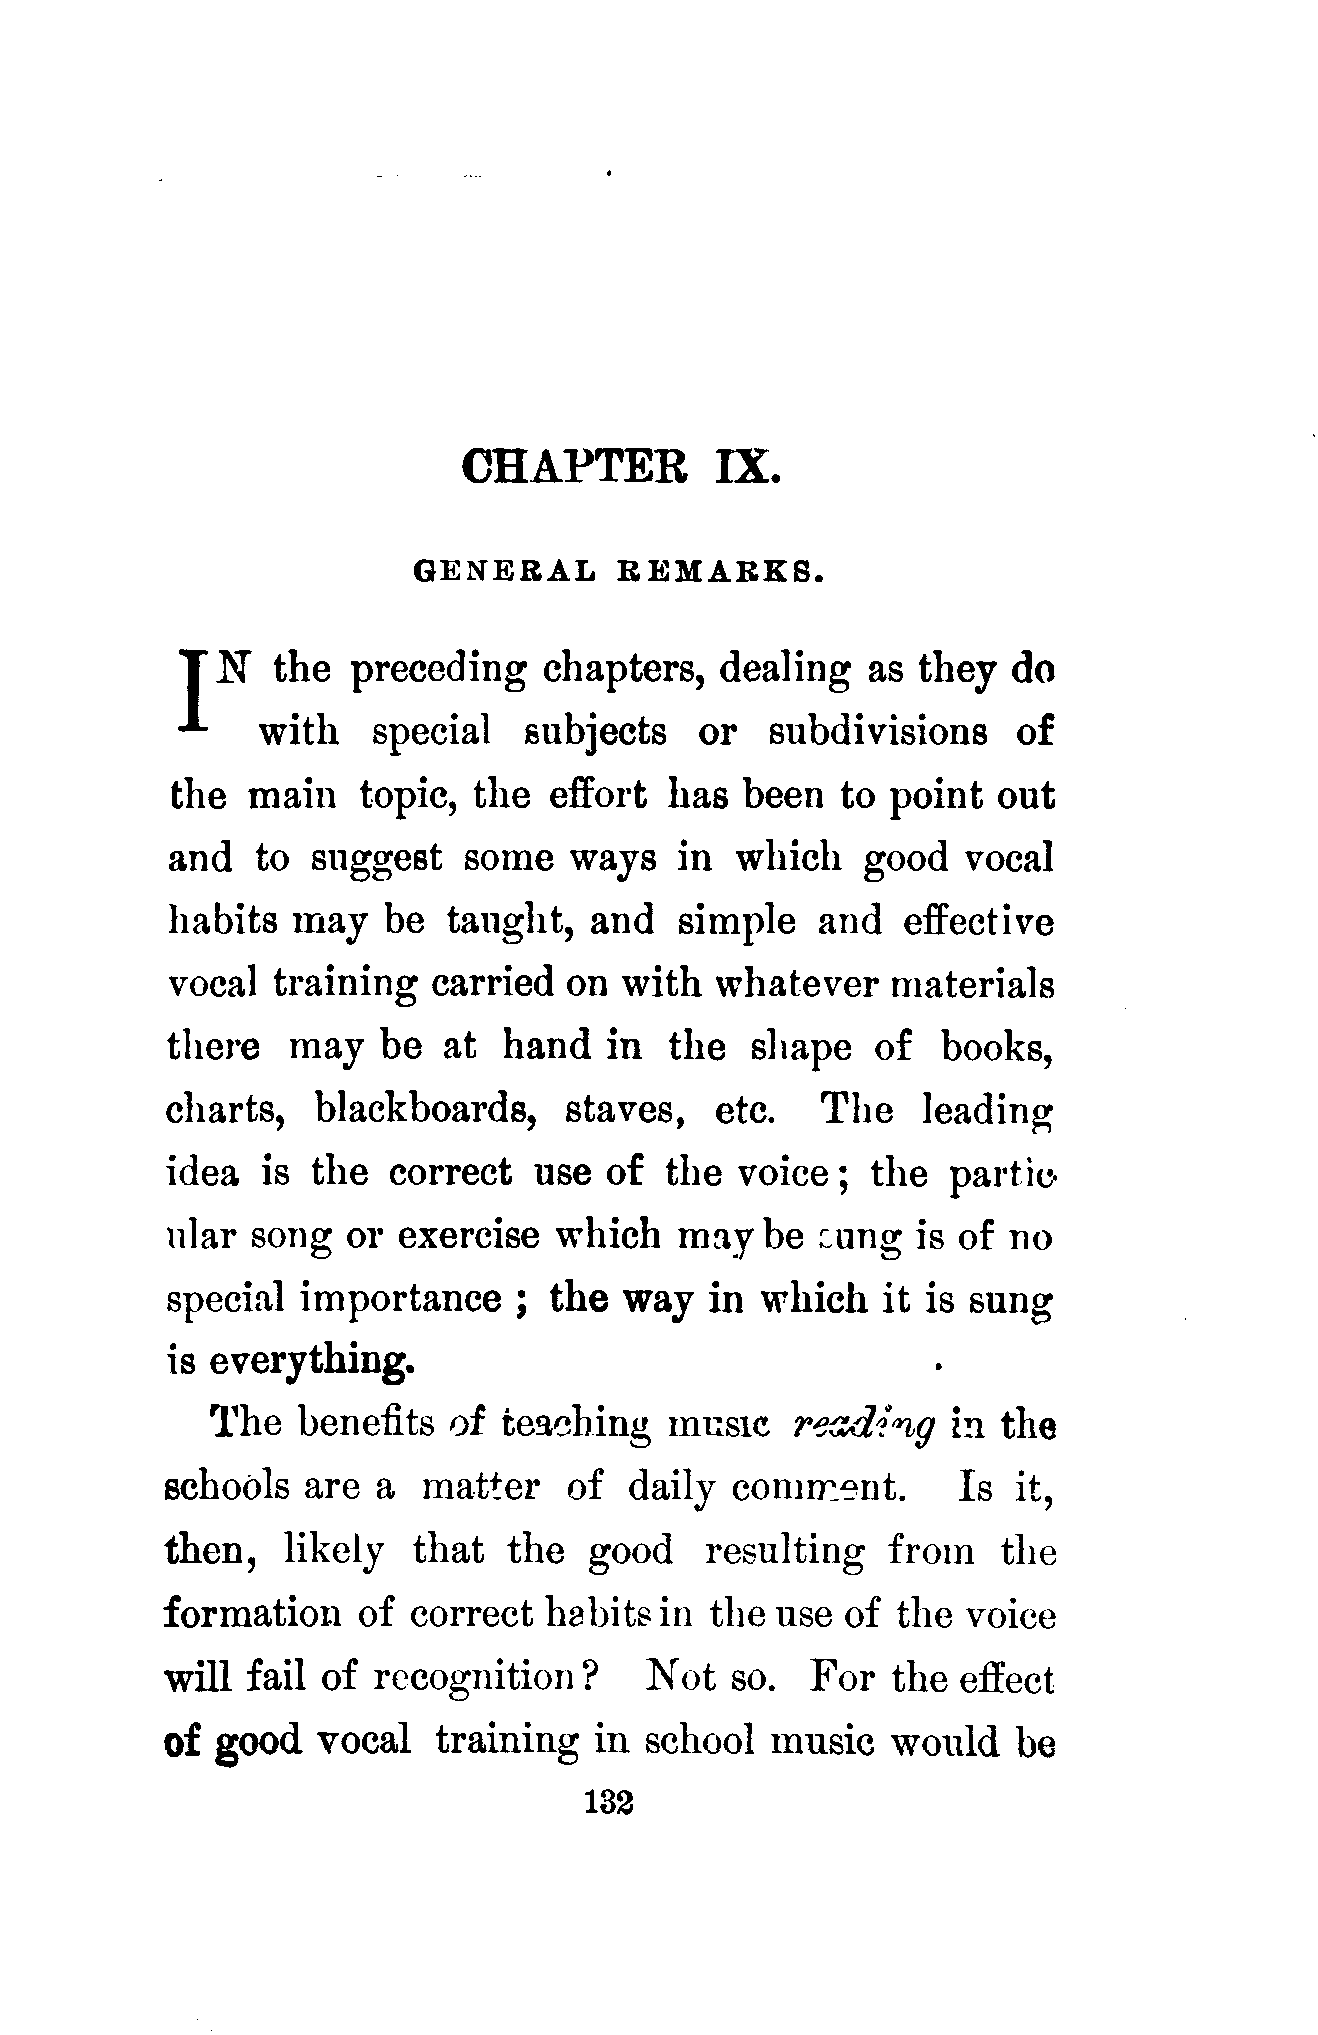 CHAPTER IX.
GENERAL REMARKS.
IN the preceding chapters, dealing as they do
with special subjects or subdivisions of
the main topic, the effort has been to point out
and to suggest some ways in which good vocal
habits may be taught, and simple and effective
vocal training carried on with whatever materials
there may be at hand in the shape of books,
charts, blackboards, staves, etc. The leading
idea is the correct use of the voice; the partic-
ular song or exercise which may be sung is of no
special importance; the way in which it is sung
is everything.
The benefits of teaching music reading in the
schools are a matter of daily comment. Is it,
then, likely that the good resulting from the
formation of correct habits in the use of the voice
will fail of recognition? Not so. For the effect
of good vocal training in school music would be
132